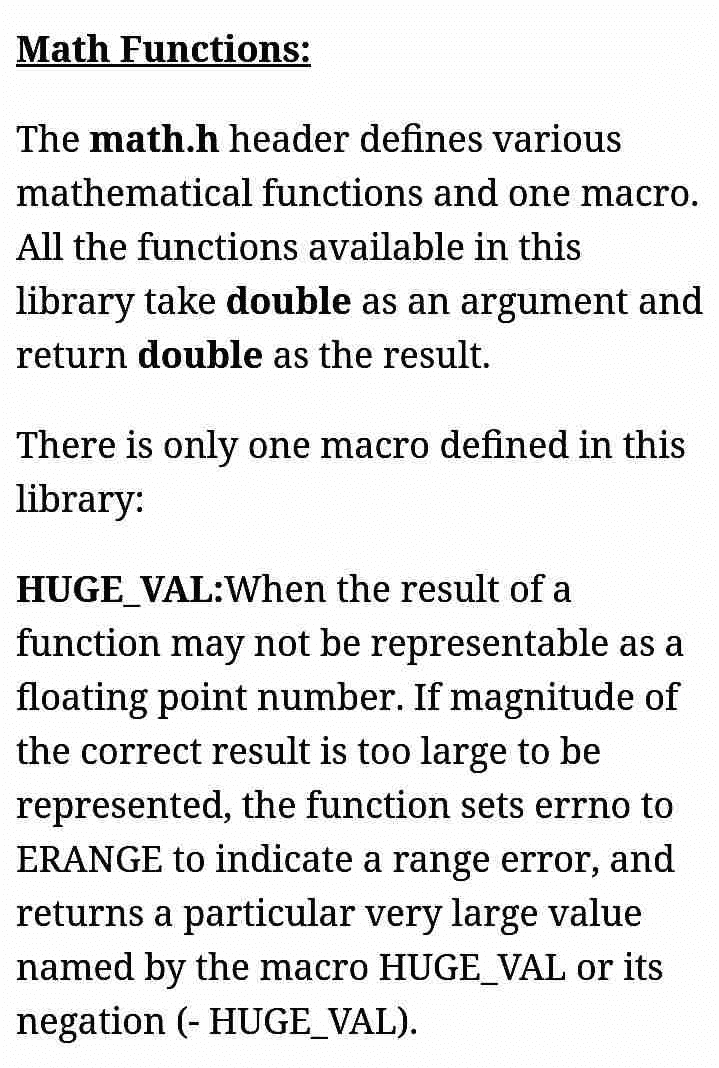 Math Functions:
The math.h header defines various
mathematical functions and one macro.
All the functions available in this
library take double as an argument and
return double as the result.
There is only one macro defined in this
library:
HUGE_VAL:When the result of a
function may not be representable as a
floating point number. If magnitude of
the correct result is too large to be
represented, the function sets errno to
ERANGE to indicate a range error, and
returns a particular very large value
named by the macro HUGE_VAL or its
negation (- HUGE_VAL).